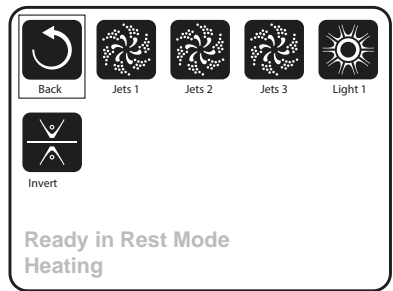 Back Jets 1 Jets 2 Jets 3 Light 1
Invert
Ready in Rest Mode
Heating